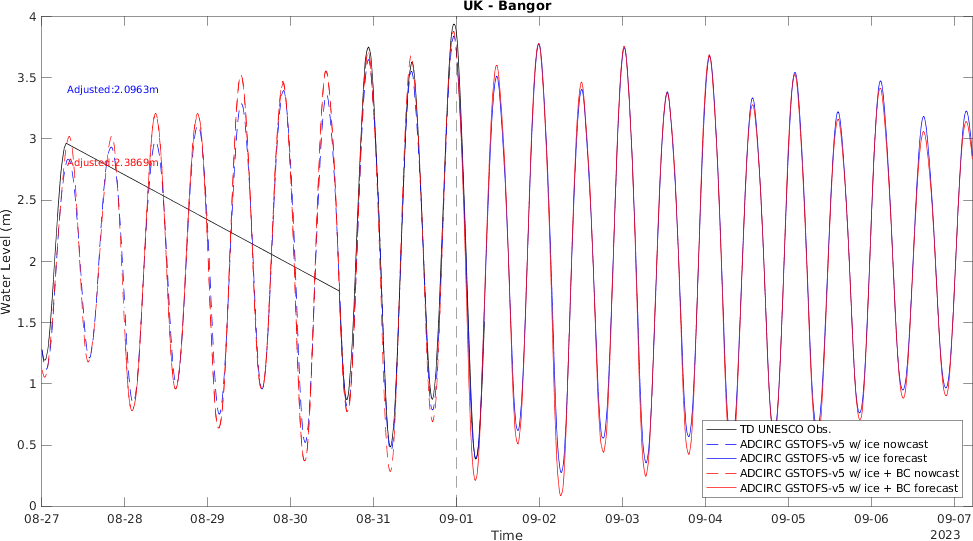 UK - Bangor
Water Level (m)
4
3.5
3
2.5
2
1.5
1
0.5
0
Adjusted:2.0963m
Adjusted:2.3869m
TD UNESCO Obs.
ADCIRC GSTOFS-v5 w/ ice nowcast
ADCIRC GSTOFS-v5 w/ ice forecast
ADCIRC GSTOFS-v5 w/ ice + BC nowcast
ADCIRC GSTOFS-v5 w/ ice + BC forecast
08-27 08-28 08-29 08-30 08-31 09-01 09-02 09-03 09-04 09-05 09-06 09-07
2023
Time